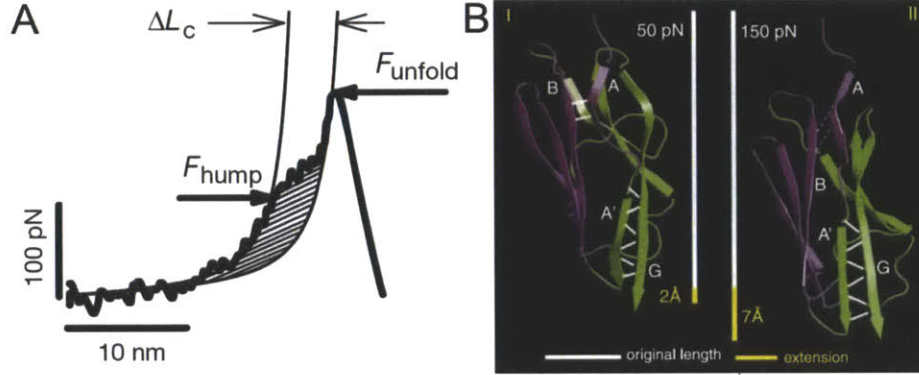 A
ΔLc
Funfold
Fhump
100 pN
10 nm
B
I
50 pN
150 pN
II
B
A
A
B
A'
A'
G
G
2Å
7Å
original length
extension